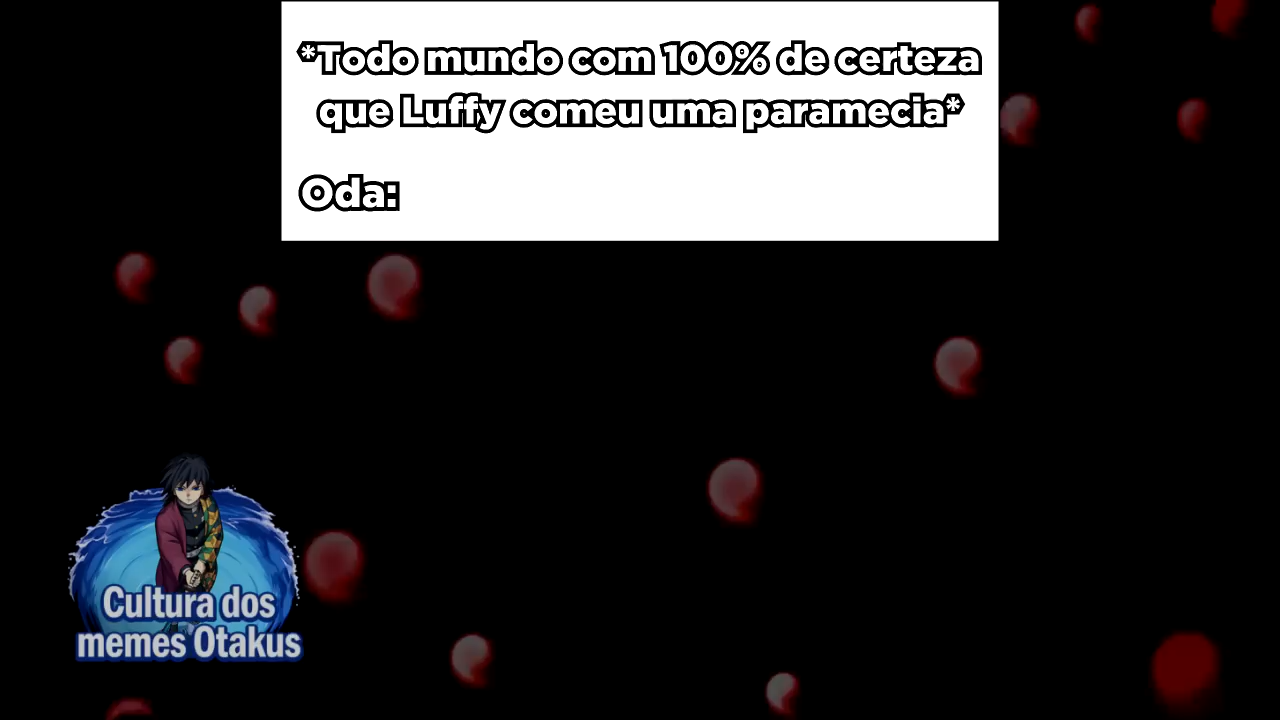 *Todo mundo com 100% de certeza
que Luffy comeu uma paramecia*
Oda:
Cultura dos
memes Otakus